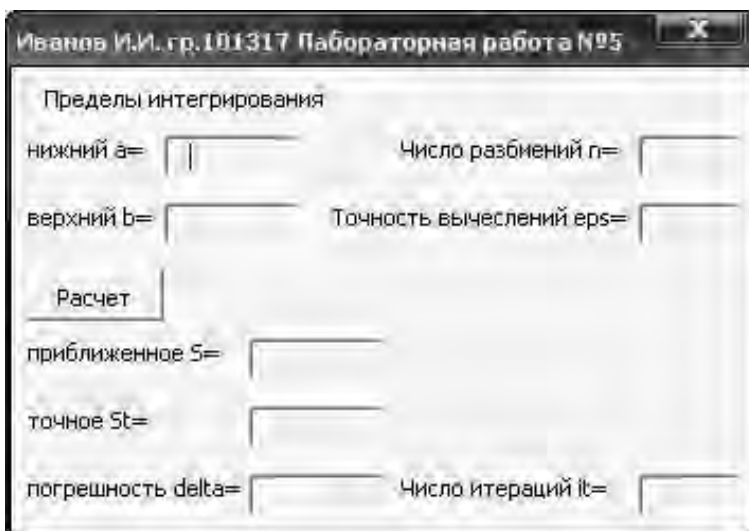 Иванов И.И. гр.101317 Лабораторная работа №5
Пределы интегрирования
нижний a=
Число разбиений n=
верхний b=
Точность вычеслений eps=
Расчет
приближенное S=
точное St=
погрешность delta=
Число итераций it=